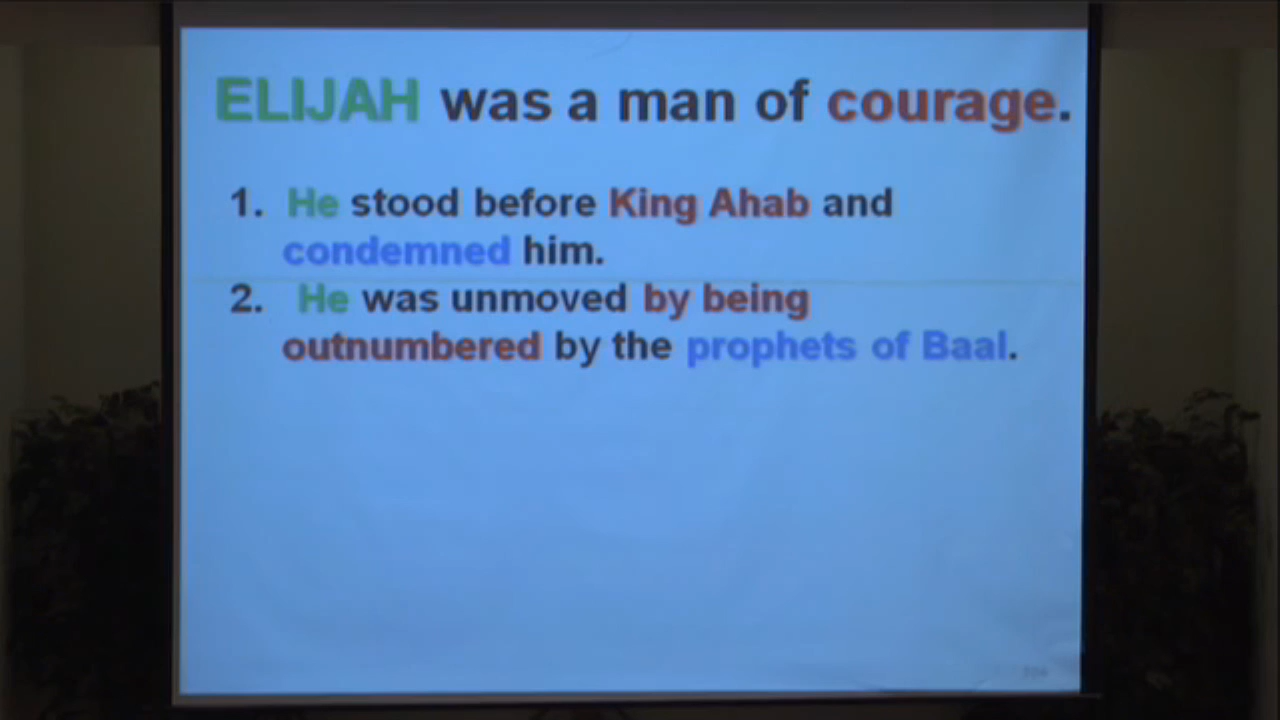 ELIJAH was a man of courage.
1. He stood before King Ahab and
condemned him.
2. He was unmoved by being
outnumbered by the prophets of Baal.